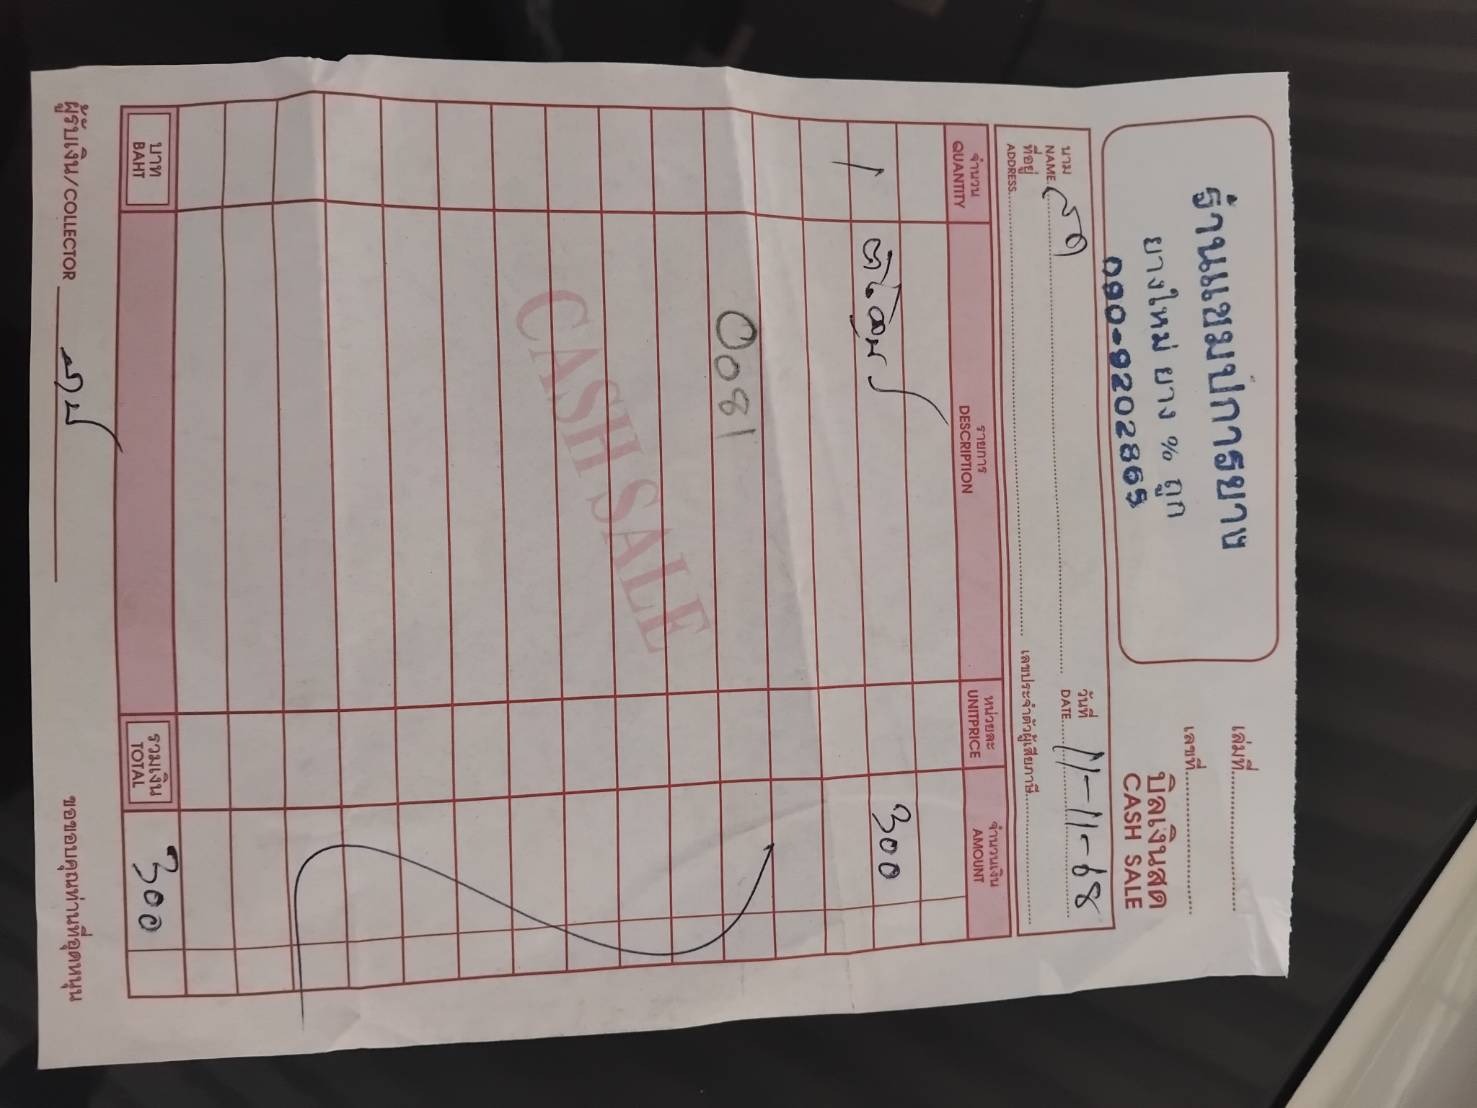 ร้านแชมป์การยาง
ยางใหม่ ยาง % ถูก
090-9202865
เล่มที่
เลขที่
บิลเงินสด
CASH SALE
นาม
NAME
วันที่
DATE 11-11-68
ที่อยู่
ADDRESS
เลขประจำตัวผู้เสียภาษี
จำนวน รายการ หน่วยละ จำนวนเงิน
QUANTITY DESCRIPTION UNITPRICE AMOUNT
1 300
0081
CASH SALE
บาท รวมเงิน
BAHT TOTAL 300
ผู้รับเงิน/COLLECTOR ขอขอบคุณท่านที่อุดหนุน